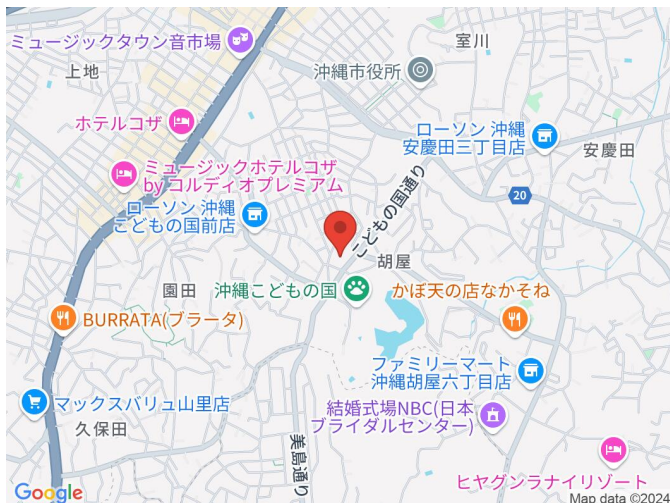 ミュージックタウン音市場
室川
上地
沖縄市役所
ホテルコザ
ローソン 沖縄
安慶田三丁目店
安慶田
ミュージックホテルコザ
by コルディオプレミアム
20
ローソン 沖縄
こどもの国前店
こどもの国通り
胡屋
園田
沖縄こどもの国
かぼ天の店なかそね
BURRATA(ブラータ)
ファミリーマート
沖縄胡屋六丁目店
マックスバリュ山里店
結婚式場NBC(日本
ブライダルセンター)
久保田
美島通り
ヒヤグンラナイリゾート
Google
Map data ©2024